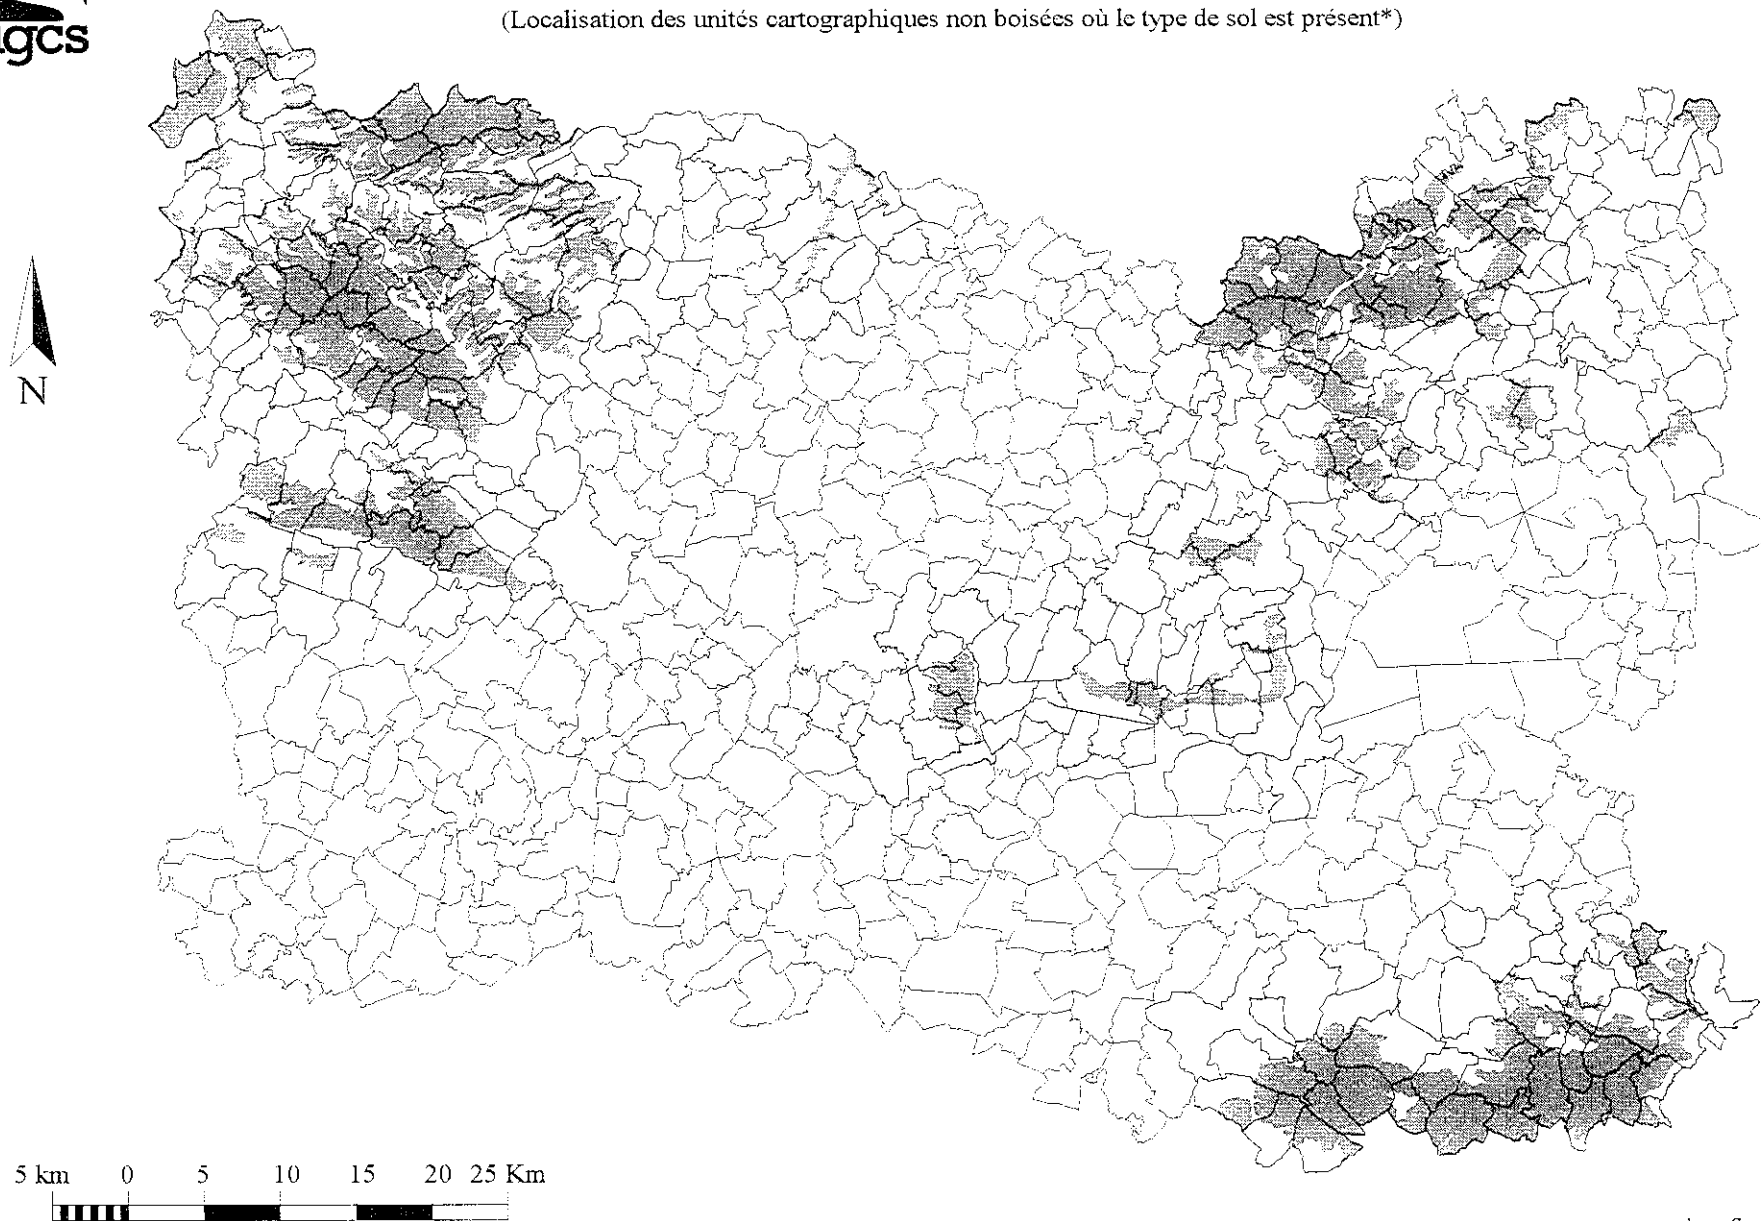 (Localisation des unités cartographiques non boisées où le type de sol est présent*)
N
5 km 0 5 10 15 20 25 Km